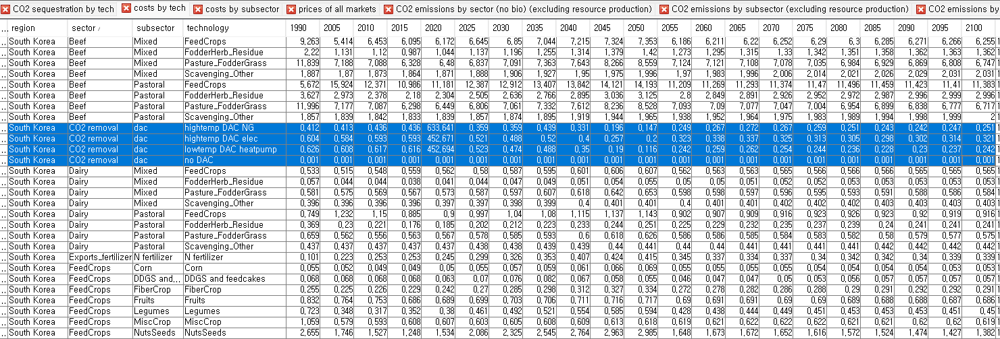 CO2 sequestration by tech costs by tech costs by subsector prices of all markets CO2 emissions by sector (no bio) (excluding resource production) CO2 emissions by subsector (excluding resource production) CO2 emissions by
... region sector / subsector technology 1990 2005 2010 2015 2020 2025 2030 2035 2040 2045 2050 2055 2060 2065 2070 2075 2080 2085 2090 2095 2100
.. South Korea Beef Mixed FeedCrops 9,263 5,414 6,453 6,095 6,172 6,645 6,85 7,044 7,215 7,324 7,353 6,186 6,211 6,22 6,252 6,29 6,3 6,285 6,271 6,266 6,255
.. South Korea Beef Mixed FodderHerb_Residue 2,22 1,131 1,12 0,987 1,044 1,137 1,196 1,255 1,314 1,379 1,42 1,273 1,295 1,315 1,33 1,342 1,351 1,358 1,362 1,363 1,362
.. South Korea Beef Mixed Pasture_FodderGrass 11,839 7,188 7,088 6,328 6,48 6,837 7,091 7,363 7,643 8,266 8,559 7,124 7,121 7,108 7,078 7,035 6,984 6,929 6,869 6,808 6,747
.. South Korea Beef Mixed Scavenging_Other 1,887 1,87 1,873 1,864 1,871 1,888 1,906 1,927 1,95 1,975 1,996 1,97 1,983 1,996 2,006 2,014 2,021 2,026 2,029 2,031 2,031
.. South Korea Beef Pastoral FeedCrops 5,672 15,924 12,371 10,986 11,181 12,387 12,912 13,407 13,842 14,121 14,193 11,209 11,269 11,293 11,374 11,47 11,496 11,459 11,423 11,41 11,383
.. South Korea Beef Pastoral FodderHerb_Residue 3,627 2,973 2,378 2,18 2,304 2,505 2,636 2,766 2,895 3,036 3,125 2,8 2,849 2,891 2,926 2,952 2,972 2,987 2,996 2,999 2,996
.. South Korea Beef Pastoral Pasture_FodderGrass 11,996 7,177 7,087 6,298 6,449 6,806 7,061 7,332 7,612 8,236 8,528 7,093 7,09 7,077 7,047 7,004 6,954 6,899 6,838 6,777 6,717
.. South Korea Beef Pastoral Scavenging_Other 1,857 1,839 1,842 1,833 1,839 1,857 1,874 1,895 1,919 1,944 1,965 1,938 1,952 1,964 1,975 1,983 1,989 1,994 1,998 1,999 2
.. South Korea CO2 removal dac hightemp DAC NG 0,412 0,413 0,436 0,436 633,641 0,359 0,359 0,439 0,331 0,196 0,147 0,249 0,267 0,272 0,267 0,259 0,251 0,243 0,242 0,247 0,251
.. South Korea CO2 removal dac hightemp DAC elec 0,604 0,584 0,593 0,593 452,671 0,521 0,488 0,52 0,4 0,257 0,2 0,323 0,338 0,337 0,325 0,313 0,305 0,298 0,302 0,314 0,321
.. South Korea CO2 removal dac lowtemp DAC heatpump 0,626 0,608 0,617 0,616 452,694 0,523 0,474 0,488 0,35 0,19 0,116 0,242 0,259 0,262 0,254 0,244 0,236 0,228 0,23 0,237 0,242
.. South Korea CO2 removal dac no DAC 0,001 0,001 0,001 0,001 0,001 0,001 0,001 0,001 0,001 0,001 0,001 0,001 0,001 0,001 0,001 0,001 0,001 0,001 0,001 0,001 0,001
.. South Korea Dairy Mixed FeedCrops 0,533 0,515 0,548 0,559 0,562 0,58 0,587 0,595 0,601 0,606 0,607 0,562 0,563 0,563 0,565 0,566 0,566 0,566 0,565 0,565 0,565
.. South Korea Dairy Mixed FodderHerb_Residue 0,057 0,044 0,044 0,038 0,041 0,044 0,047 0,049 0,051 0,054 0,055 0,05 0,05 0,051 0,052 0,052 0,053 0,053 0,053 0,053 0,053
.. South Korea Dairy Mixed Pasture_FodderGrass 0,581 0,575 0,569 0,567 0,573 0,587 0,597 0,607 0,618 0,642 0,653 0,598 0,598 0,597 0,596 0,595 0,593 0,591 0,588 0,586 0,584
.. South Korea Dairy Mixed Scavenging_Other 0,396 0,396 0,396 0,396 0,397 0,397 0,398 0,399 0,4 0,401 0,401 0,4 0,401 0,401 0,402 0,402 0,402 0,403 0,403 0,403 0,403
.. South Korea Dairy Pastoral FeedCrops 0,749 1,232 1,15 0,885 0,9 0,997 1,04 1,08 1,115 1,137 1,143 0,902 0,907 0,909 0,916 0,923 0,926 0,923 0,92 0,919 0,916
.. South Korea Dairy Pastoral FodderHerb_Residue 0,369 0,23 0,221 0,176 0,185 0,202 0,212 0,223 0,233 0,244 0,251 0,225 0,229 0,232 0,235 0,237 0,239 0,24 0,241 0,241 0,241
.. South Korea Dairy Pastoral Pasture_FodderGrass 0,659 0,562 0,556 0,563 0,567 0,578 0,585 0,593 0,6 0,618 0,626 0,586 0,586 0,585 0,584 0,583 0,582 0,58 0,579 0,577 0,575
.. South Korea Dairy Pastoral Scavenging_Other 0,437 0,437 0,437 0,437 0,437 0,438 0,438 0,439 0,439 0,44 0,441 0,44 0,44 0,441 0,441 0,441 0,442 0,442 0,442 0,442 0,442
.. South Korea Exports_fertilizer N fertilizer N fertilizer 0,101 0,223 0,253 0,253 0,245 0,299 0,326 0,353 0,407 0,424 0,415 0,345 0,337 0,334 0,337 0,34 0,342 0,342 0,34 0,339 0,339
.. South Korea FeedCrops Corn Corn 0,055 0,052 0,049 0,049 0,05 0,055 0,057 0,059 0,061 0,066 0,069 0,055 0,055 0,055 0,055 0,054 0,054 0,054 0,054 0,053 0,053
.. South Korea FeedCrops DDGS and,... DDGS and feedcakes 0,068 0,068 0,068 0,068 0,063 0,07 0,076 0,082 0,067 0,058 0,055 0,046 0,047 0,047 0,05 0,053 0,056 0,057 0,057 0,057 0,057
.. South Korea FeedCrops FiberCrop FiberCrop 0,255 0,225 0,226 0,229 0,242 0,27 0,285 0,298 0,312 0,327 0,334 0,272 0,278 0,282 0,286 0,288 0,29 0,291 0,292 0,292 0,291
.. South Korea FeedCrops Fruits Fruits 0,832 0,764 0,753 0,686 0,689 0,699 0,703 0,706 0,711 0,716 0,717 0,69 0,691 0,691 0,69 0,69 0,689 0,688 0,688 0,687 0,686
.. South Korea FeedCrops Legumes Legumes 0,723 0,348 0,317 0,352 0,38 0,461 0,492 0,521 0,554 0,585 0,594 0,428 0,438 0,444 0,449 0,451 0,453 0,453 0,452 0,451 0,45
.. South Korea FeedCrops MiscCrop MiscCrop 1,059 0,579 0,593 0,593 0,608 0,607 0,603 0,605 0,608 0,609 0,613 0,618 0,619 0,621 0,621 0,621 0,621 0,621 0,62 0,62 0,619
.. South Korea FeedCrops NutsSeeds NutsSeeds 2,655 1,746 1,527 1,248 1,534 2,086 2,325 2,545 2,764 2,963 2,985 1,648 1,673 1,672 1,652 1,616 1,572 1,524 1,474 1,427